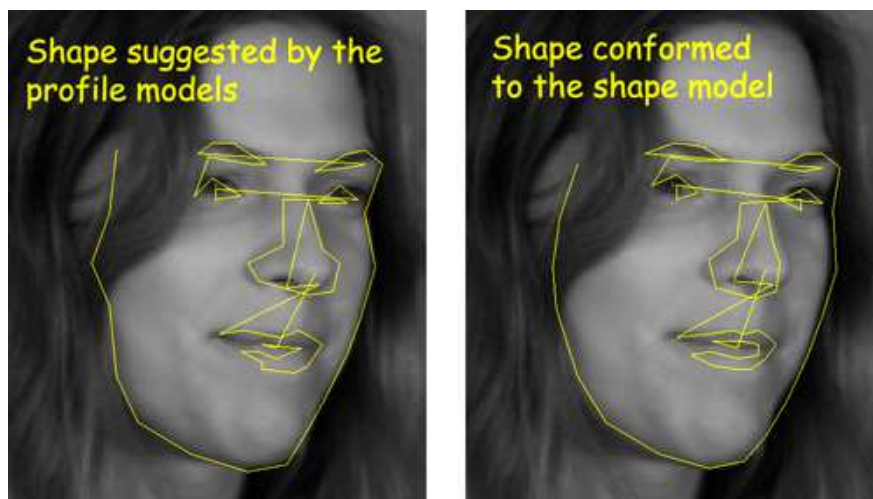 Shape suggested by the
profile models
Shape conformed
to the shape model